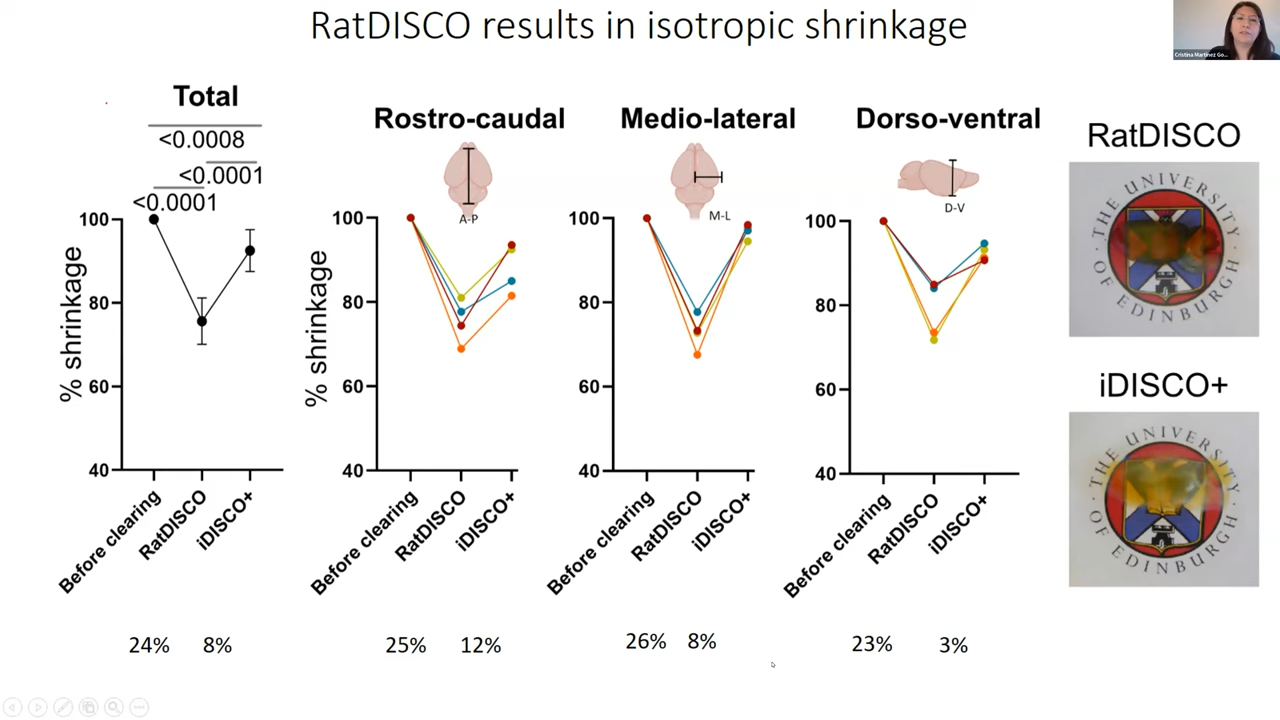 RatDISCO results in isotropic shrinkage
Cristina Martinez Go...
Total
<0.0008
<0.0001
<0.0001
% shrinkage
100
80
60
40
Before clearing
RatDISCO
iDISCO+
24%
8%
Rostro-caudal
A-P
% shrinkage
100
80
60
40
Before clearing
RatDISCO
iDISCO+
25%
12%
Medio-lateral
M-L
100
80
60
40
Before clearing
RatDISCO
iDISCO+
26%
8%
Dorso-ventral
D-V
100
80
60
40
Before clearing
RatDISCO
iDISCO+
23%
3%
RatDISCO
THE UNIVERSITY
OF EDINBURGH
iDISCO+
THE UNIVERSITY
OF EDINBURGH